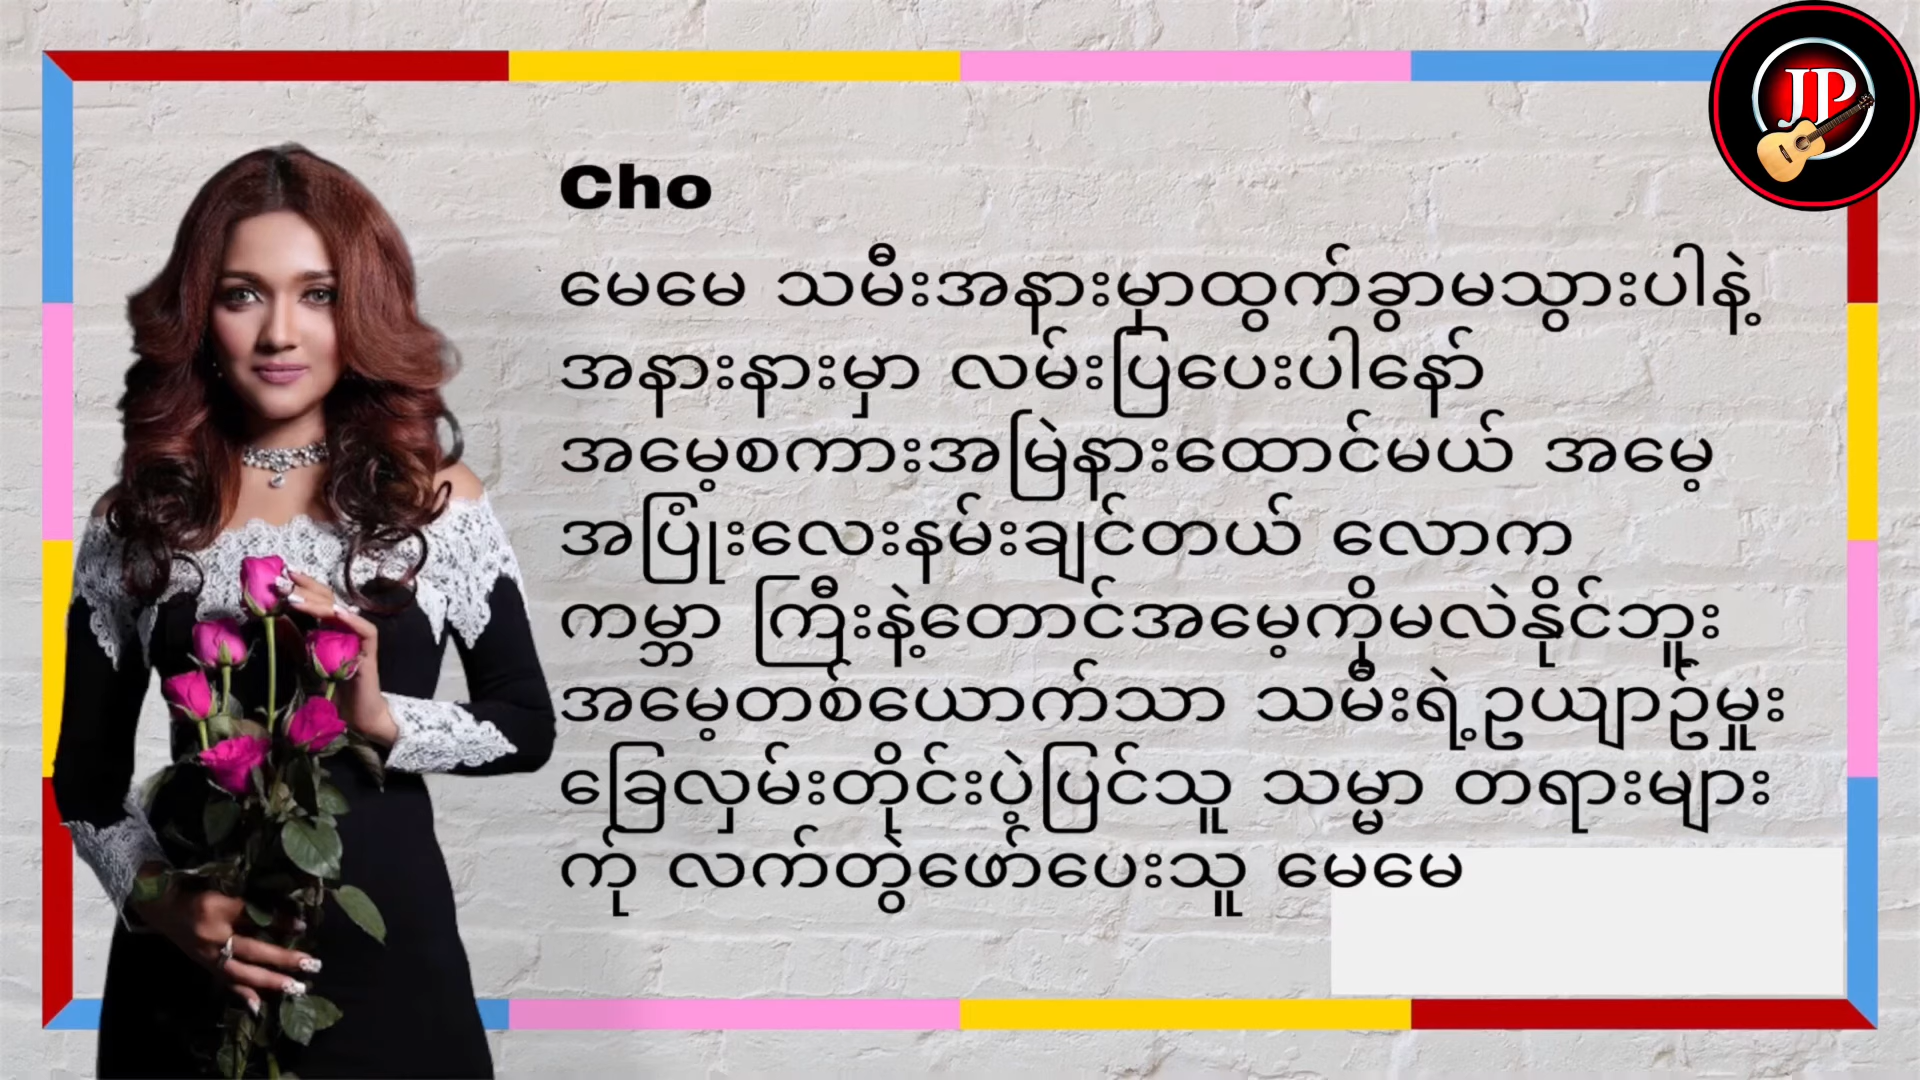 JP
Cho
မေမေ သမီးအနားမှာထွက်ခွာမသွားပါနဲ့
အနားနားမှာ လမ်းပြပေးပါနော်
အမေ့စကားအမြဲနားထောင်မယ် အမေ့
အပြုံးလေးနမ်းချင်တယ် လောက
ကမ္ဘာ ကြီးနဲ့တောင်အမေ့ကိုမလဲနိုင်ဘူး
အမေ့တစ်ယောက်သာ သမီးရဲ့ဥယျာဥ်မှူး
ခြေလှမ်းတိုင်းပဲ့ပြင်သူ သမ္မာ တရားများ
ကို လက်တွဲဖော်ပေးသူ မေမေ